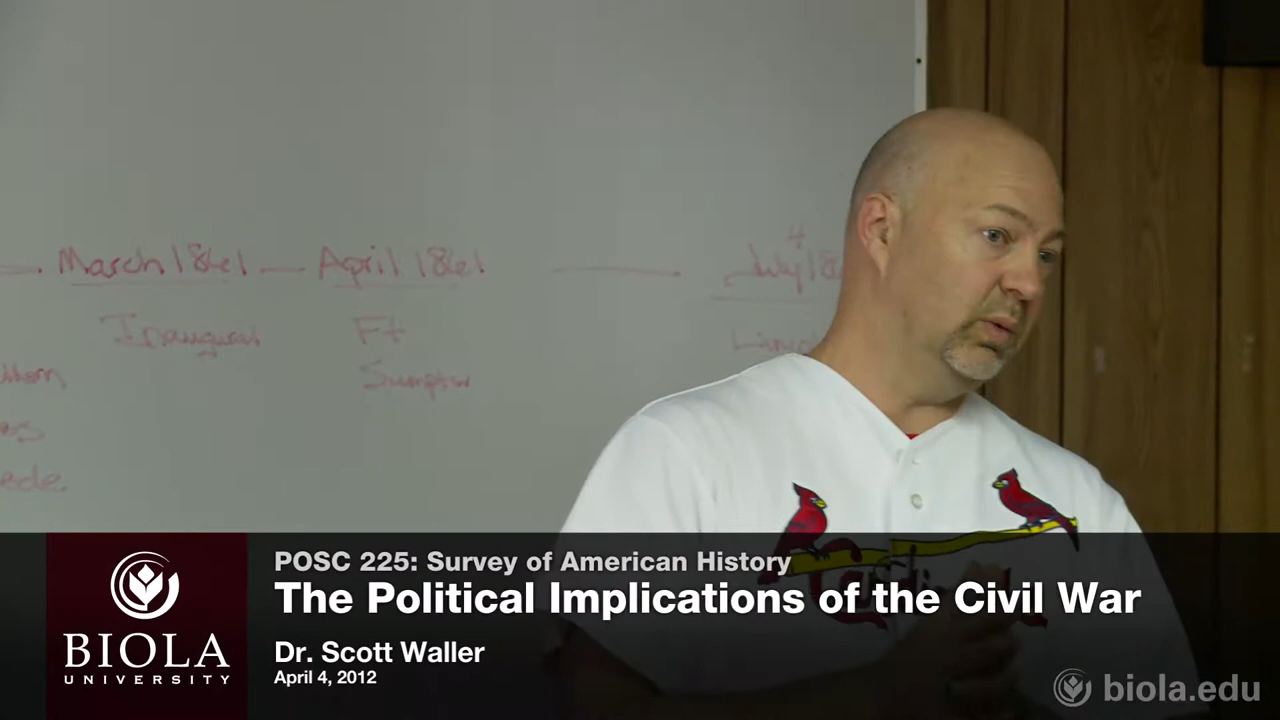 March 1861 — April 1861
July 4
Inaugural
Ft
Sumpter
POSC 225: Survey of American History
The Political Implications of the Civil War
Dr. Scott Waller
April 4, 2012
BIOLA
UNIVERSITY
biola.edu